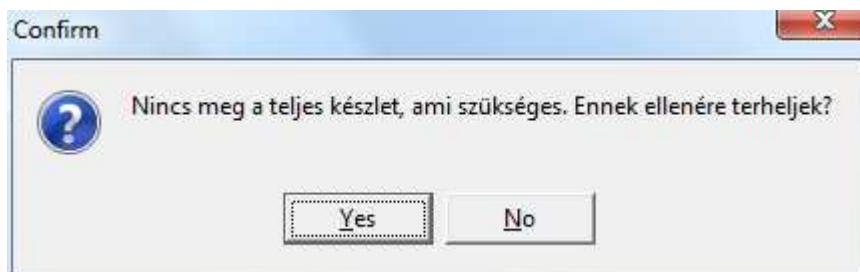 Confirm
Nincs meg a teljes készlet, ami szükséges. Ennek ellenére terheljek?
Yes
No